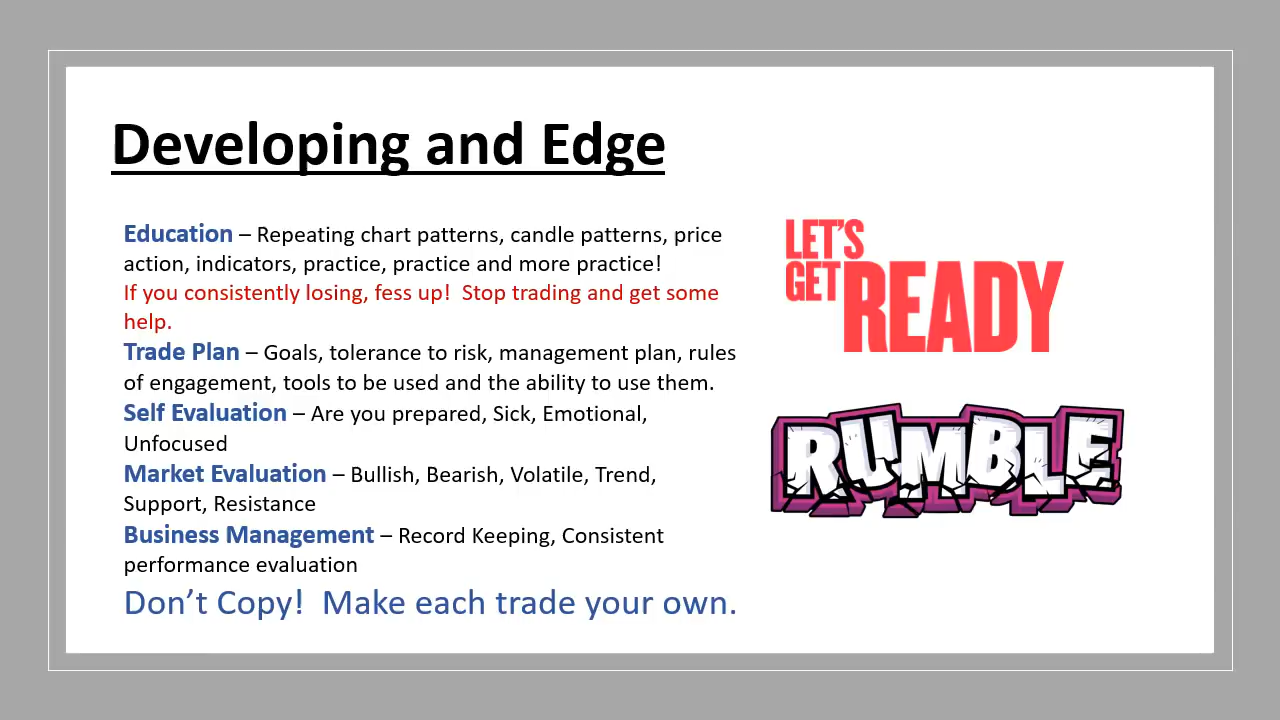 Developing and Edge
Education – Repeating chart patterns, candle patterns, price
action, indicators, practice, practice and more practice!
If you consistently losing, fess up!  Stop trading and get some
help.
Trade Plan – Goals, tolerance to risk, management plan, rules
of engagement, tools to be used and the ability to use them.
Self Evaluation – Are you prepared, Sick, Emotional,
Unfocused
Market Evaluation – Bullish, Bearish, Volatile, Trend,
Support, Resistance
Business Management – Record Keeping, Consistent
performance evaluation
Don’t Copy!  Make each trade your own.
LET'S
GET READY
RUMBLE